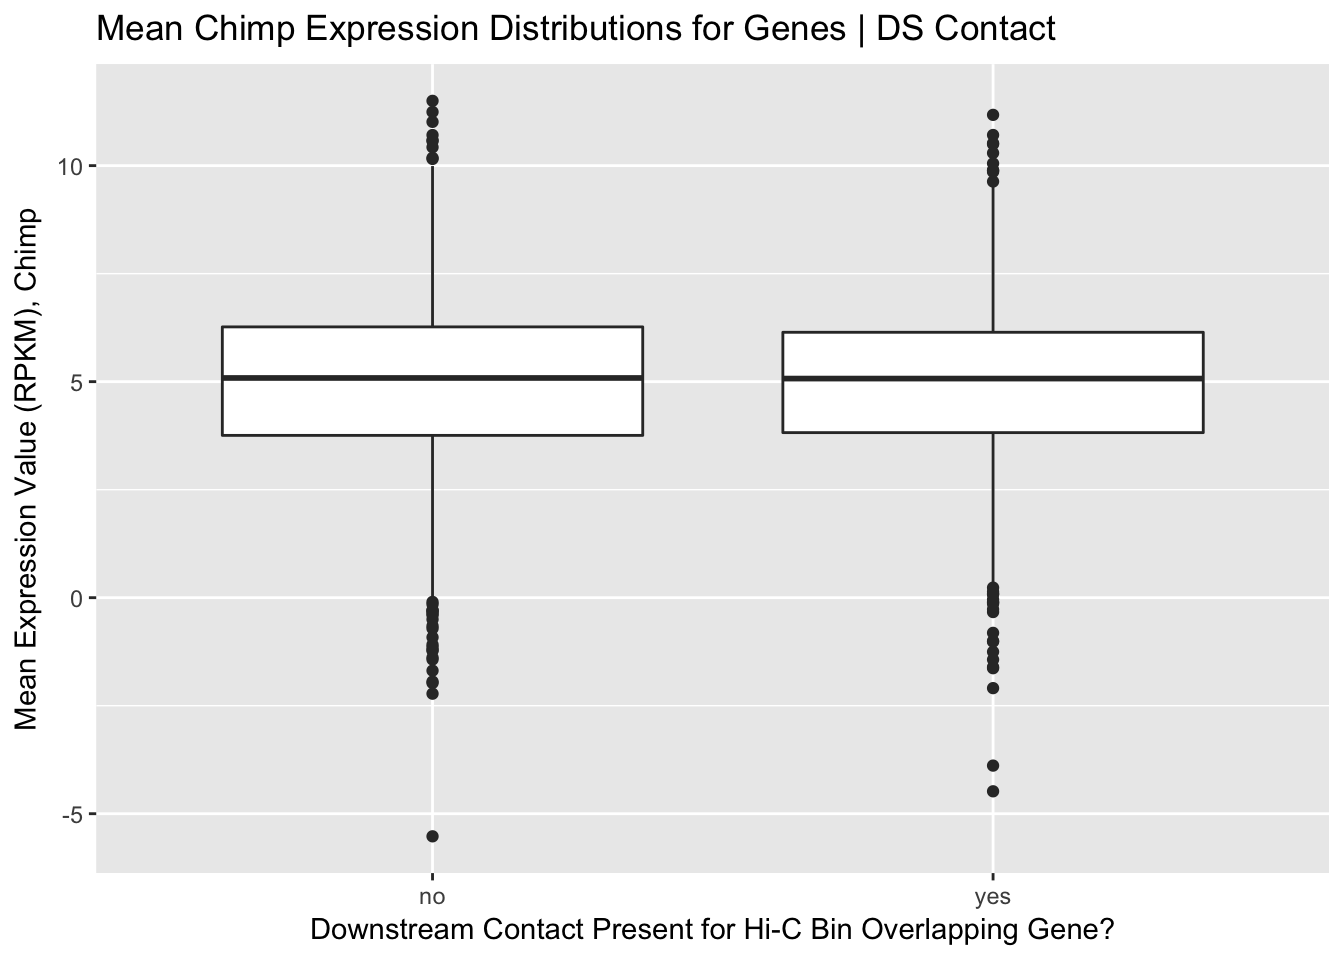 Mean Chimp Expression Distributions for Genes | DS Contact
Mean Expression Value (RPKM), Chimp
10
5
0
-5
no
yes
Downstream Contact Present for Hi-C Bin Overlapping Gene?